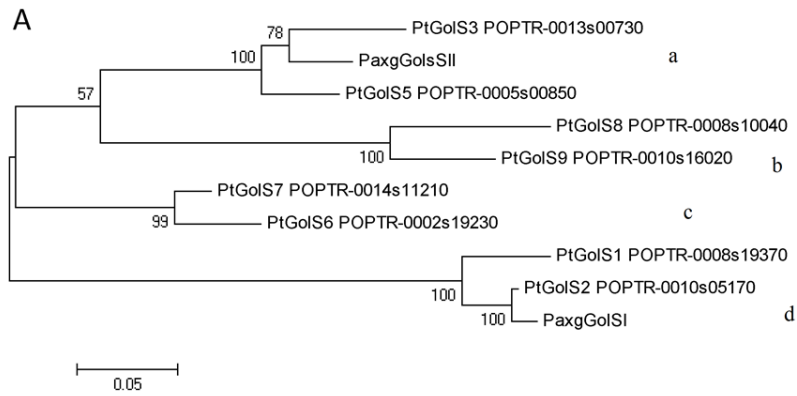 A
78
PtGolS3 POPTR-0013s00730
100
PaxgGolsSII
a
57
PtGolS5 POPTR-0005s00850
PtGolS8 POPTR-0008s10040
100
PtGolS9 POPTR-0010s16020
b
PtGolS7 POPTR-0014s11210
99
PtGolS6 POPTR-0002s19230
c
PtGolS1 POPTR-0008s19370
100
PtGolS2 POPTR-0010s05170
100
PaxgGolSI
d
0.05